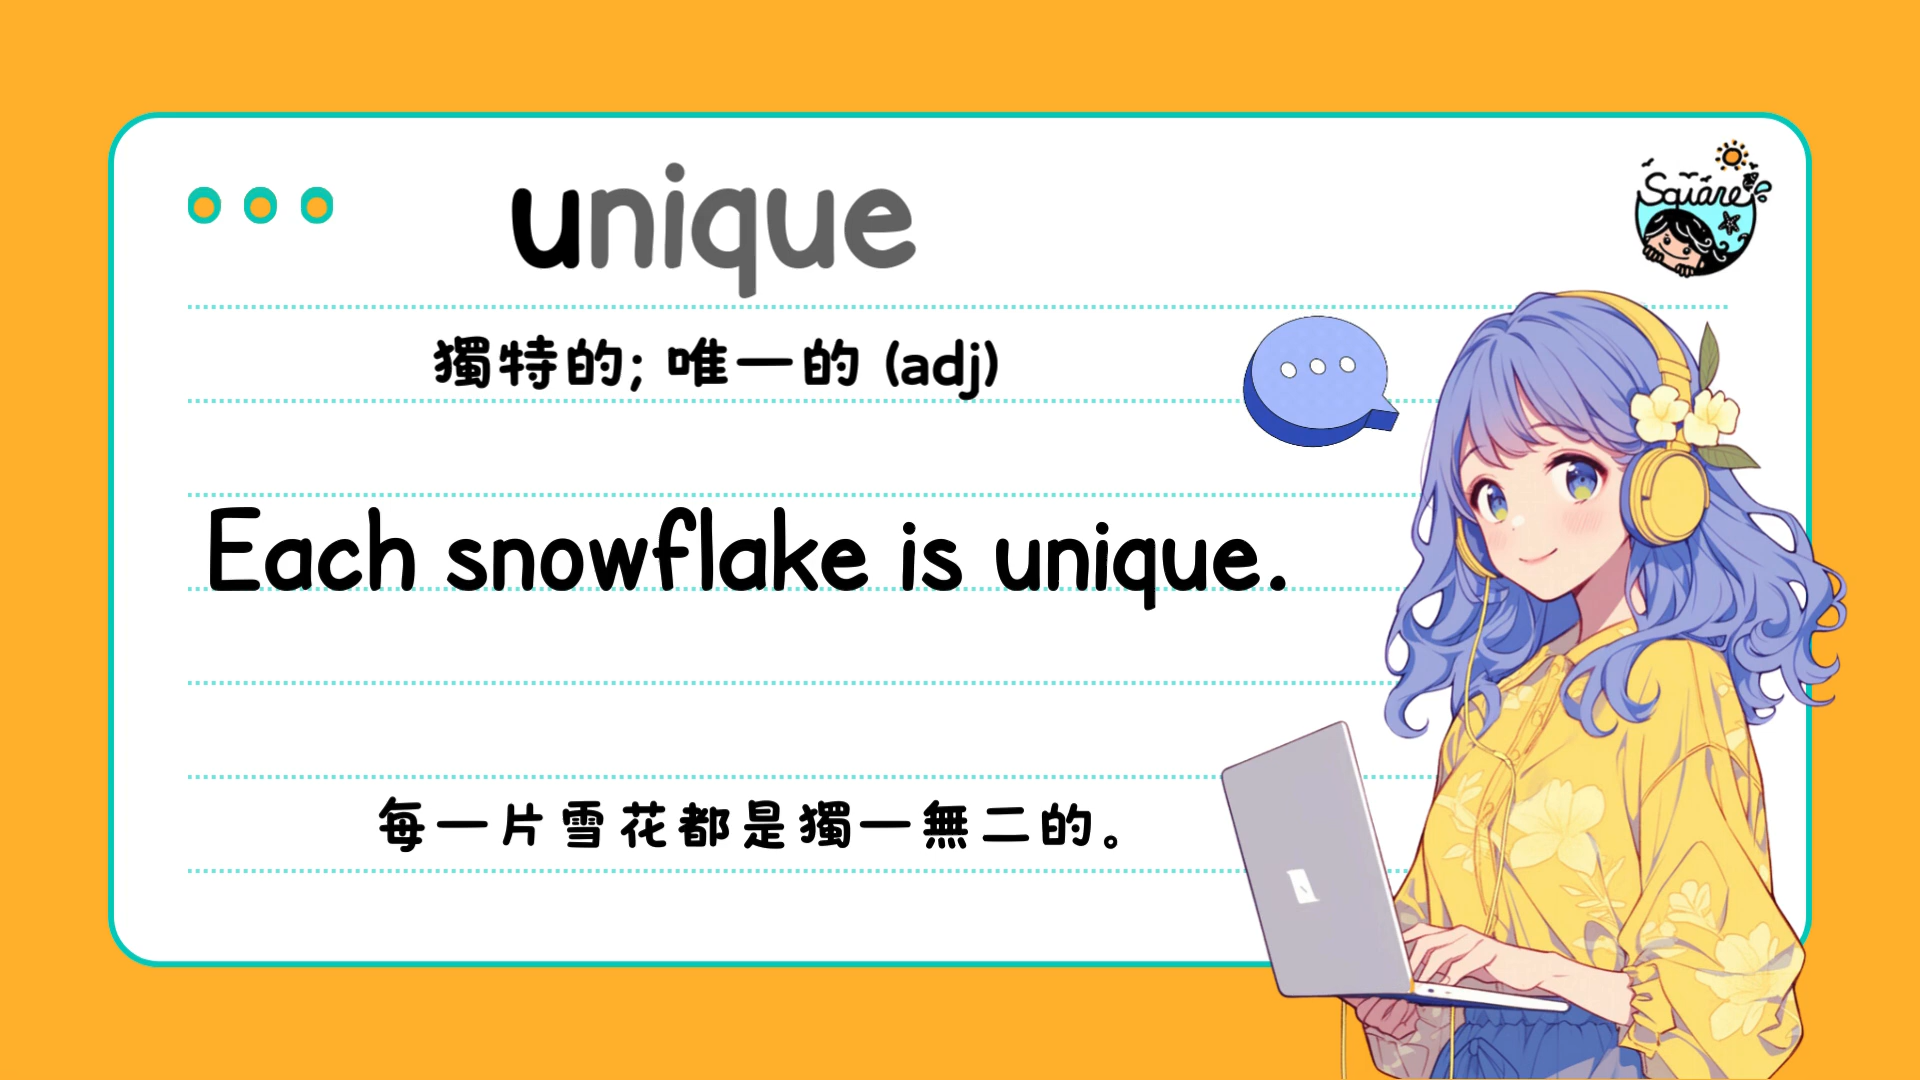 unique
Square
獨特的; 唯一的 (adj)
Each snowflake is unique.
每一片雪花都是獨一無二的。